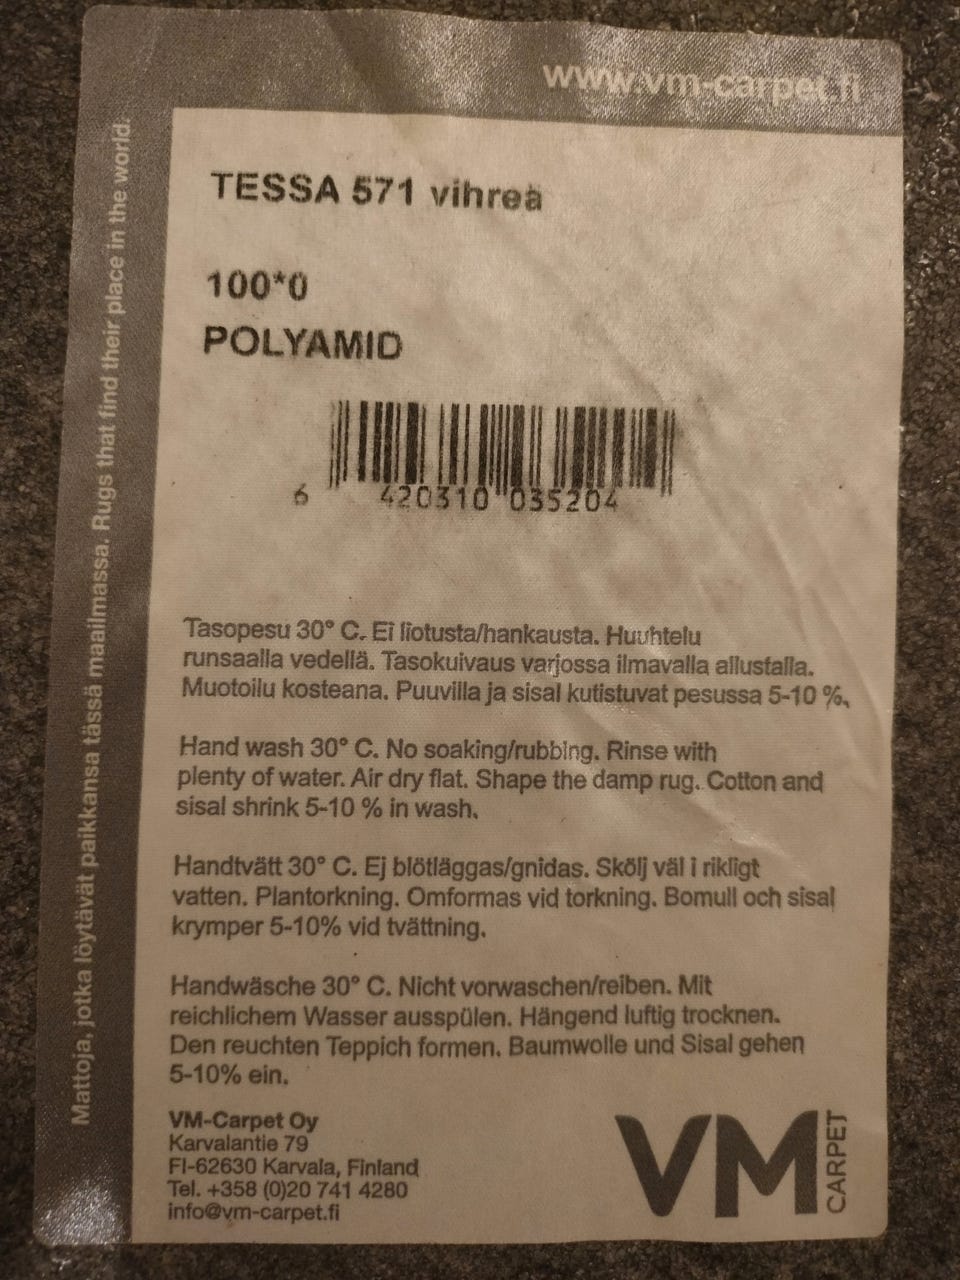 www.vm-carpet.fi
Mattoja, jotka löytävät paikkansa tässä maailmassa. Rugs that find their place in the world.
TESSA 571 vihreä
100*0
POLYAMID
6 420310 035204
Tasopesu 30° C. Ei liotusta/hankausta. Huuhtelu
runsaalla vedellä. Tasokuivaus varjossa ilmavalla allustalla.
Muotoilu kosteana. Puuvilla ja sisal kutistuvat pesussa 5-10 %.
Hand wash 30° C. No soaking/rubbing. Rinse with
plenty of water. Air dry flat. Shape the damp rug. Cotton and
sisal shrink 5-10 % in wash.
Handtvätt 30° C. Ej blötläggas/gnidas. Skölj väl i rikligt
vatten. Plantorkning. Omformas vid torkning. Bomull och sisal
krymper 5-10% vid tvättning.
Handwäsche 30° C. Nicht vorwaschen/reiben. Mit
reichlichem Wasser ausspülen. Hängend luftig trocknen.
Den reuchten Teppich formen. Baumwolle und Sisal gehen
5-10% ein.
VM-Carpet Oy
Karvalantie 79
FI-62630 Karvala, Finland
Tel. +358 (0)20 741 4280
info@vm-carpet.fi
VM
CARPET